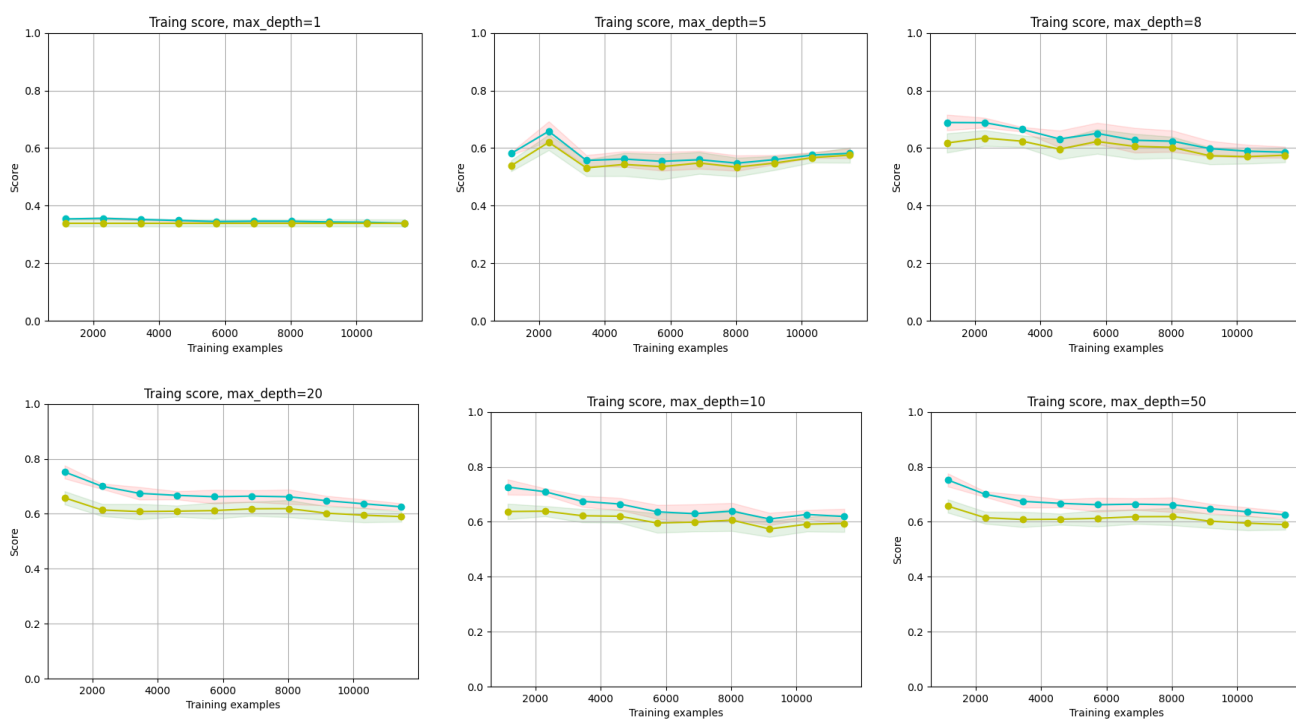 Traing score, max_depth=1
1.0
0.8
0.6
0.4
0.2
0.0
Score
2000 4000 6000 8000 10000
Training examples
Traing score, max_depth=5
1.0
0.8
0.6
0.4
0.2
0.0
Score
2000 4000 6000 8000 10000
Training examples
Traing score, max_depth=8
1.0
0.8
0.6
0.4
0.2
0.0
Score
2000 4000 6000 8000 10000
Training examples
Traing score, max_depth=20
1.0
0.8
0.6
0.4
0.2
0.0
Score
2000 4000 6000 8000 10000
Training examples
Traing score, max_depth=10
1.0
0.8
0.6
0.4
0.2
0.0
Score
2000 4000 6000 8000 10000
Training examples
Traing score, max_depth=50
1.0
0.8
0.6
0.4
0.2
0.0
Score
2000 4000 6000 8000 10000
Training examples